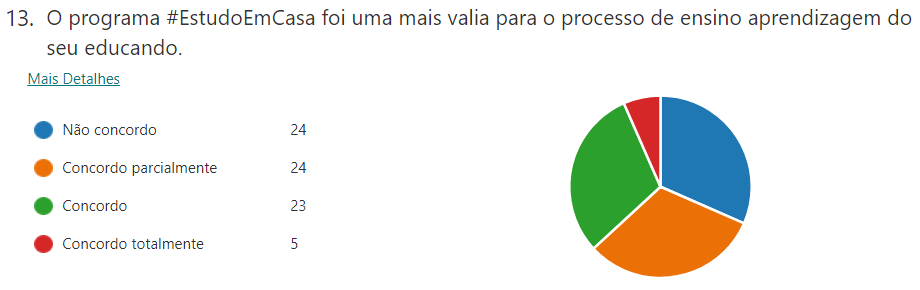 13. O programa #EstudoEmCasa foi uma mais valia para o processo de ensino aprendizagem do
seu educando.
Mais Detalhes
Não concordo 24
Concordo parcialmente 24
Concordo 23
Concordo totalmente 5